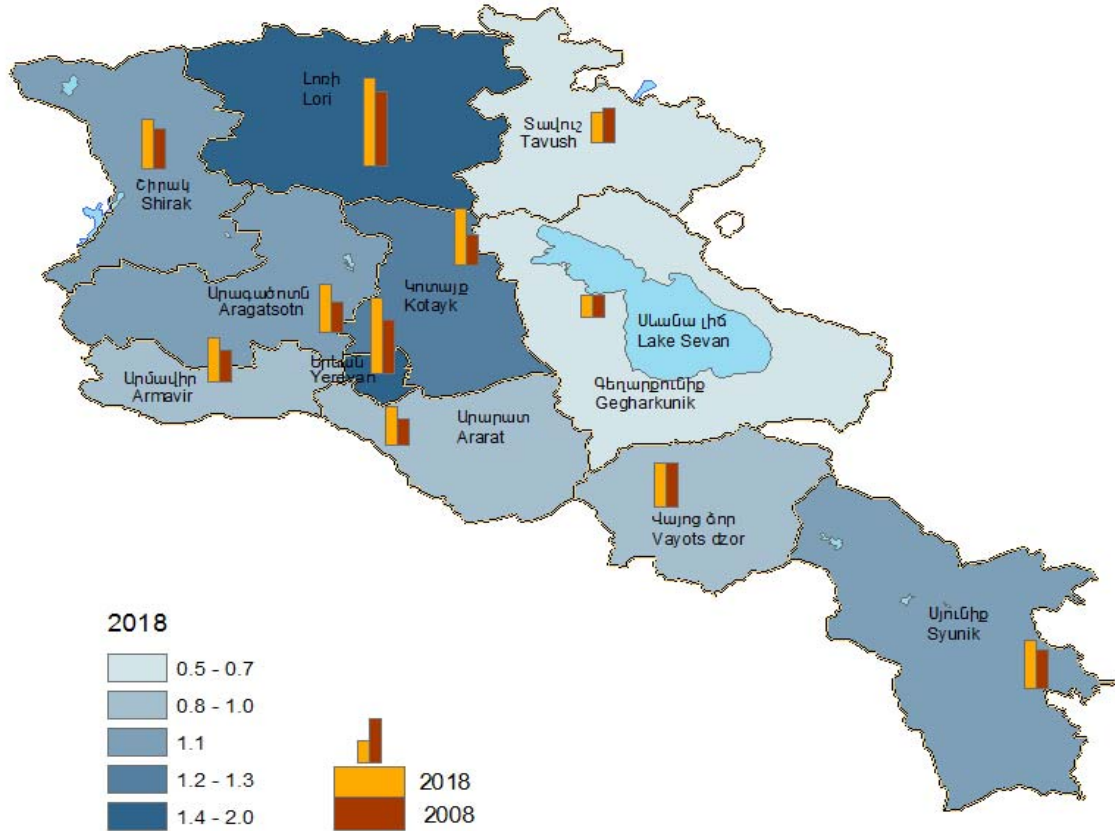 Լոռի
Lori
Տավուշ
Tavush
Շիրակ
Shirak
Արագածոտն
Aragatsotn
Կոտայք
Kotayk
Սևանա լիճ
Lake Sevan
Երևան
Yerevan
Արմավիր
Armavir
Գեղարքունիք
Gegharkunik
Արարատ
Ararat
Վայոց ձոր
Vayots dzor
Սյունիք
Syunik
2018
0.5 - 0.7
0.8 - 1.0
1.1
1.2 - 1.3
1.4 - 2.0
2018
2008